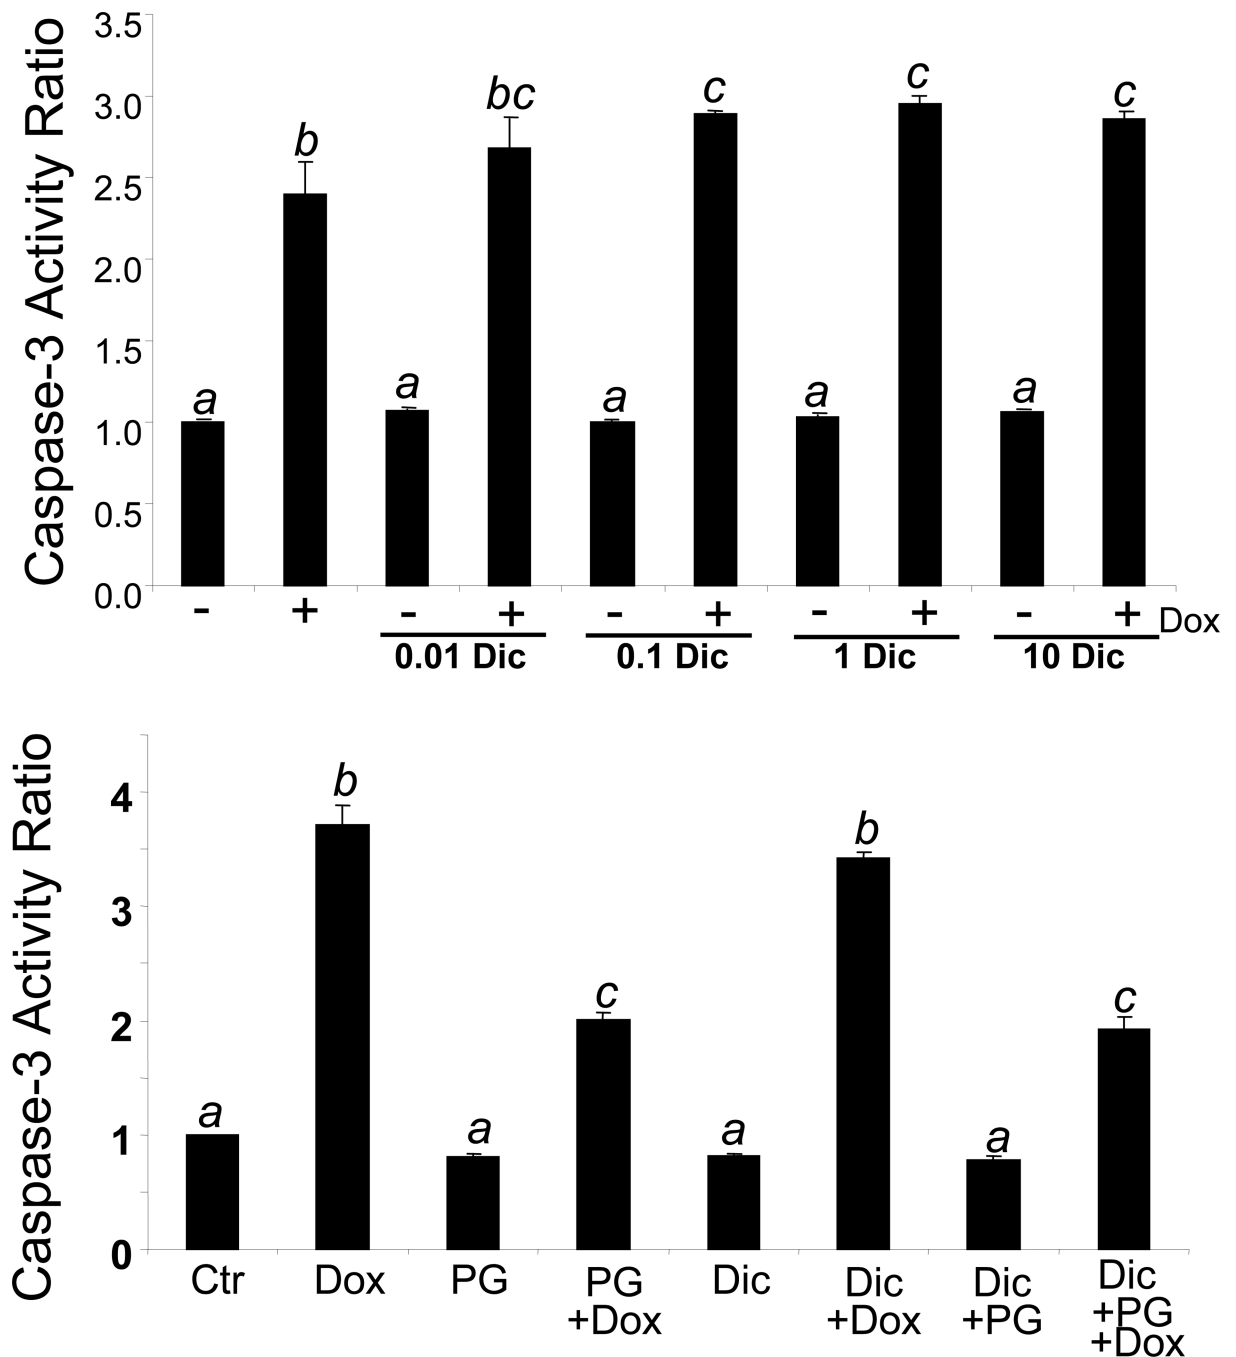 Caspase-3 Activity Ratio
3.5
3.0
2.5
2.0
1.5
1.0
0.5
0.0
a b a bc a c a c a c
- + - + - + - + - + Dox
0.01 Dic 0.1 Dic 1 Dic 10 Dic
Caspase-3 Activity Ratio
4
3
2
1
0
a b a c a b a c
Ctr Dox PG PG Dic Dic Dic Dic
+Dox +Dox +PG +PG
+Dox